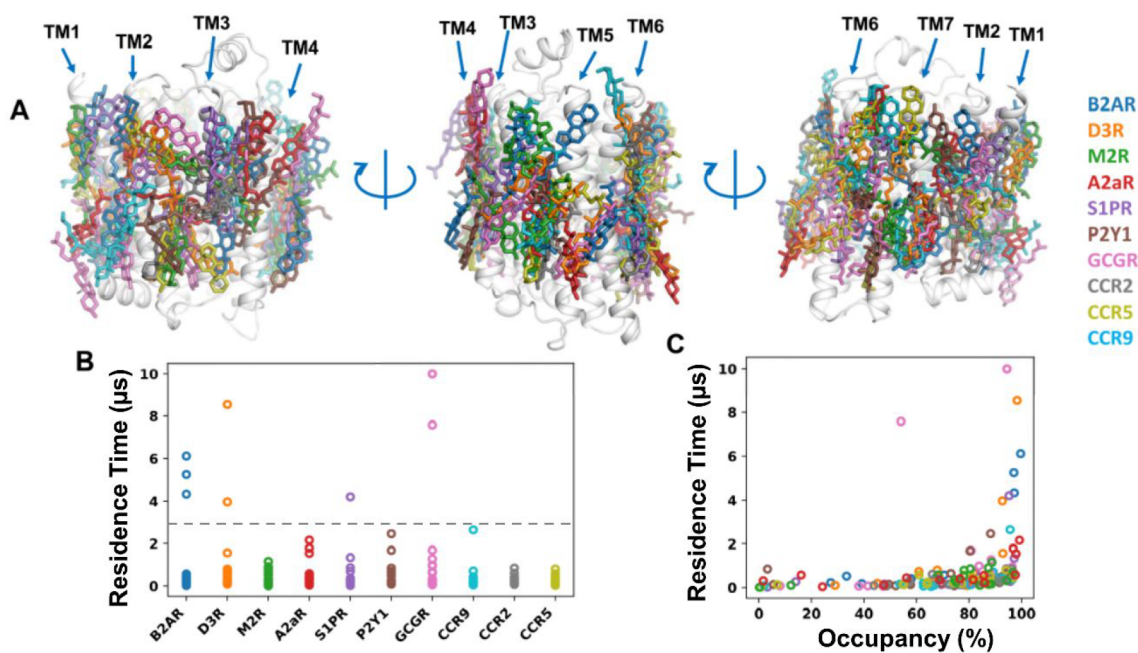 A
TM1
TM2
TM3
TM4
TM4
TM3
TM5
TM6
TM6
TM7
TM2
TM1
B2AR
D3R
M2R
A2aR
S1PR
P2Y1
GCGR
CCR2
CCR5
CCR9
B
Residence Time (µs)
10
8
6
4
2
0
B2AR
D3R
M2R
A2aR
S1PR
P2Y1
GCGR
CCR9
CCR2
CCR5
C
Residence Time (µs)
10
8
6
4
2
0
0
20
40
60
80
100
Occupancy (%)